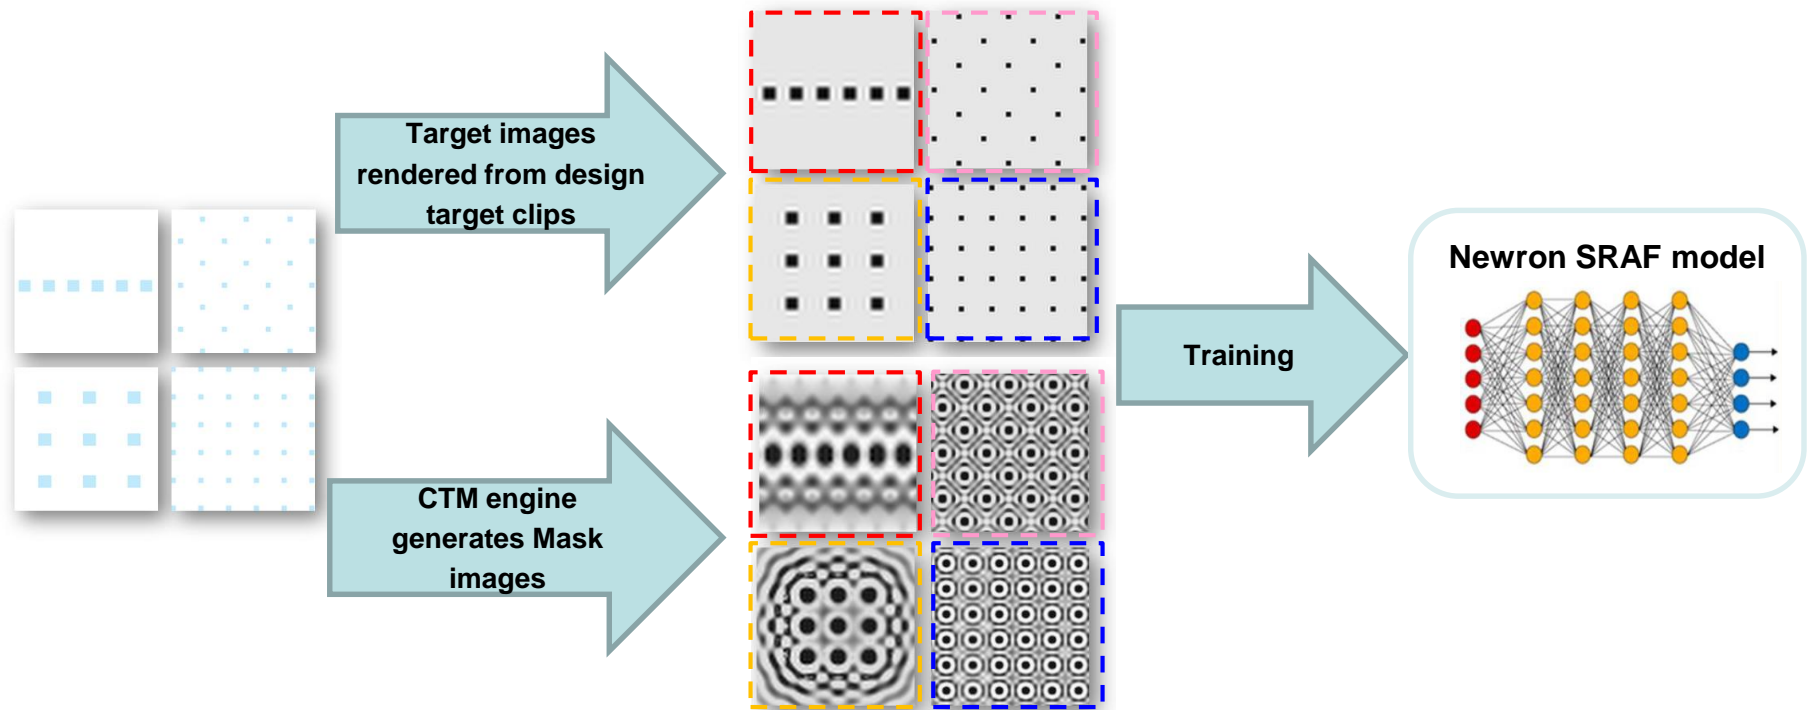 Target images
rendered from design
target clips
CTM engine
generates Mask
images
Training
Newron SRAF model